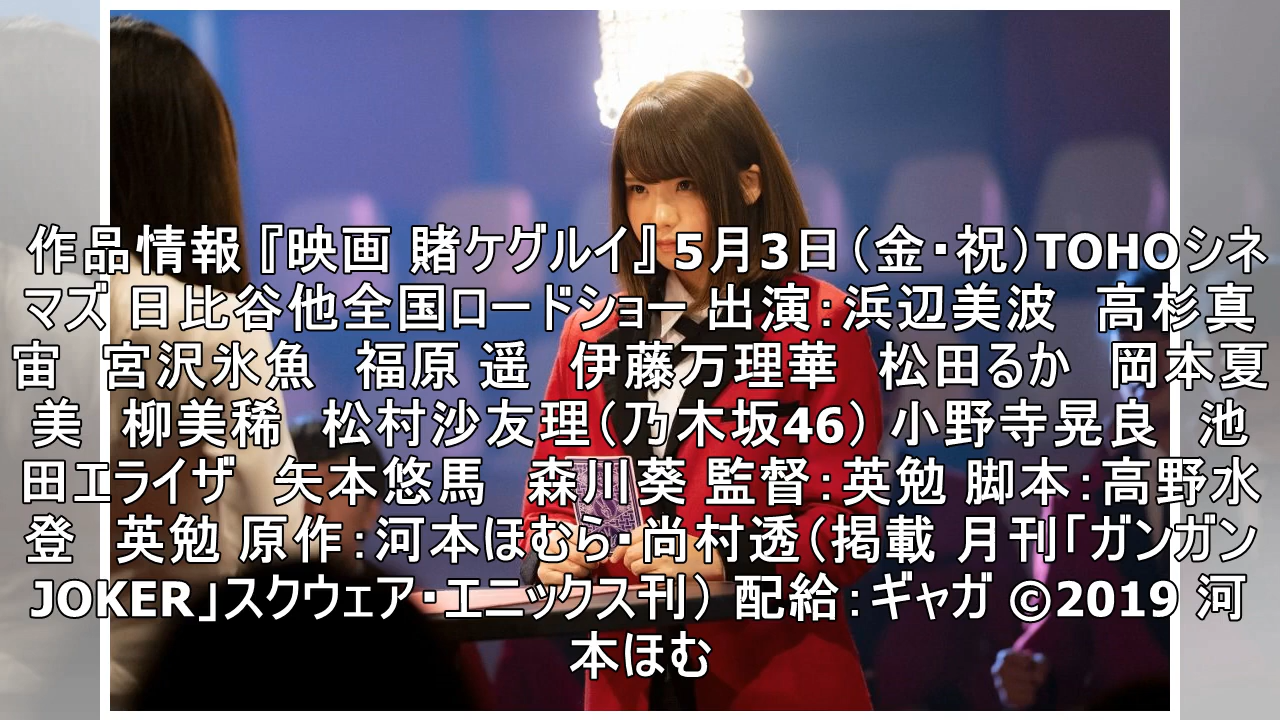 作品情報『映画 賭ケグルイ』5月3日（金・祝）TOHOシネ
マズ 日比谷他全国ロードショー 出演：浜辺美波　高杉真
宙　宮沢氷魚　福原 遥　伊藤万理華　松田るか　岡本夏
美　柳美稀　松村沙友理（乃木坂46） 小野寺晃良　池
田エライザ　矢本悠馬　森川葵 監督：英勉 脚本：高野水
登　英勉 原作：河本ほむら・尚村透（掲載 月刊「ガンガン
JOKER」スクウェア・エニックス刊） 配給：ギャガ ©2019 河
本ほむ